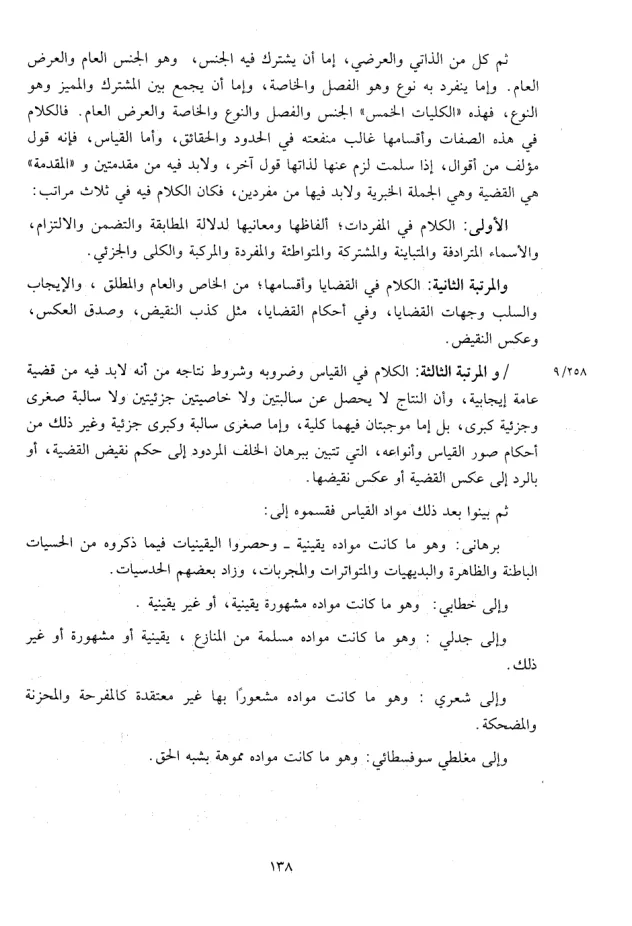 ثم كل من الذاتي والعرضي، إما أن يشترك فيه الجنس، وهو الجنس العام والعرض
العام. وإما ينفرد به نوع وهو الفصل والخاصة، وإما أن يجمع بين المشترك والمميز وهو
النوع، فهذه «الكليات الخمس» الجنس والفصل والنوع والخاصة والعرض العام. فالكلام
في هذه الصفات وأقسامها غالب منفعته في الحدود والحقائق، وأما القياس، فإنه قول
مؤلف من أقوال، إذا سلمت لزم عنها لذاتها قول آخر، ولابد فيه من مقدمتين و «المقدمة»
هي القضية وهي الجملة الخبرية ولابد فيها من مفردين، فكان الكلام فيه في ثلاث مراتب:
الأولى: الكلام في المفردات؛ ألفاظها ومعانيها لدلالة المطابقة والتضمن والالتزام،
والأسماء المترادفة والمتباينة والمشتركة والمتواطئة والمفردة والمركبة والكلى والجزئي.
والمرتبة الثانية: الكلام في القضايا وأقسامها؛ من الخاص والعام والمطلق ، والإيجاب
والسلب وجهات القضايا، وفي أحكام القضايا، مثل كذب النقيض، وصدق العكس،
وعكس النقيض.
٩/٢٥٨ / و المرتبة الثالثة: الكلام في القياس وضروبه وشروط نتاجه من أنه لابد فيه من قضية
عامة إيجابية، وأن النتاج لا يحصل عن سالبتين ولا خاصيتين جزئيتين ولا سالبة صغرى
وجزئية كبرى، بل إما موجبتان فيهما كلية، وإما صغرى سالبة وكبرى جزئية وغير ذلك من
أحكام صور القياس وأنواعه، التي تتبين ببرهان الخلف المردود إلى حكم نقيض القضية، أو
بالرد إلى عكس القضية أو عكس نقيضها.
ثم بينوا بعد ذلك مواد القياس فقسموه إلى:
برهانى: وهو ما كانت مواده يقينية ــ وحصروا اليقينيات فيما ذكروه من الحسيات
الباطنة والظاهرة والبديهيات والمتواترات والمجربات، وزاد بعضهم الحدسيات.
وإلى خطابي: وهو ما كانت مواده مشهورة يقينية، أو غير يقينية .
وإلى جدلي : وهو ما كانت مواده مسلمة من المنازع ، يقينية أو مشهورة أو غير
ذلك.
وإلى شعري : وهو ما كانت مواده مشعورًا بها غير معتقدة كالمفرحة والمحزنة
والمضحكة.
وإلى مغلطي سوفسطائي: وهو ما كانت مواده مموهة بشبه الحق.
١٣٨